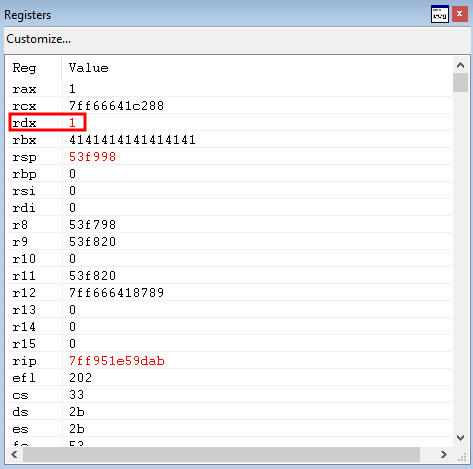 Registers
Customize...
Reg Value
rax 1
rcx 7ff66641c288
rdx 1
rbx 4141414141414141
rsp 53f998
rbp 0
rsi 0
rdi 0
r8 53f798
r9 53f820
r10 0
r11 53f820
r12 7ff666418789
r13 0
r14 0
r15 0
rip 7ff951e59dab
efl 202
cs 33
ds 2b
es 2b
fs 53